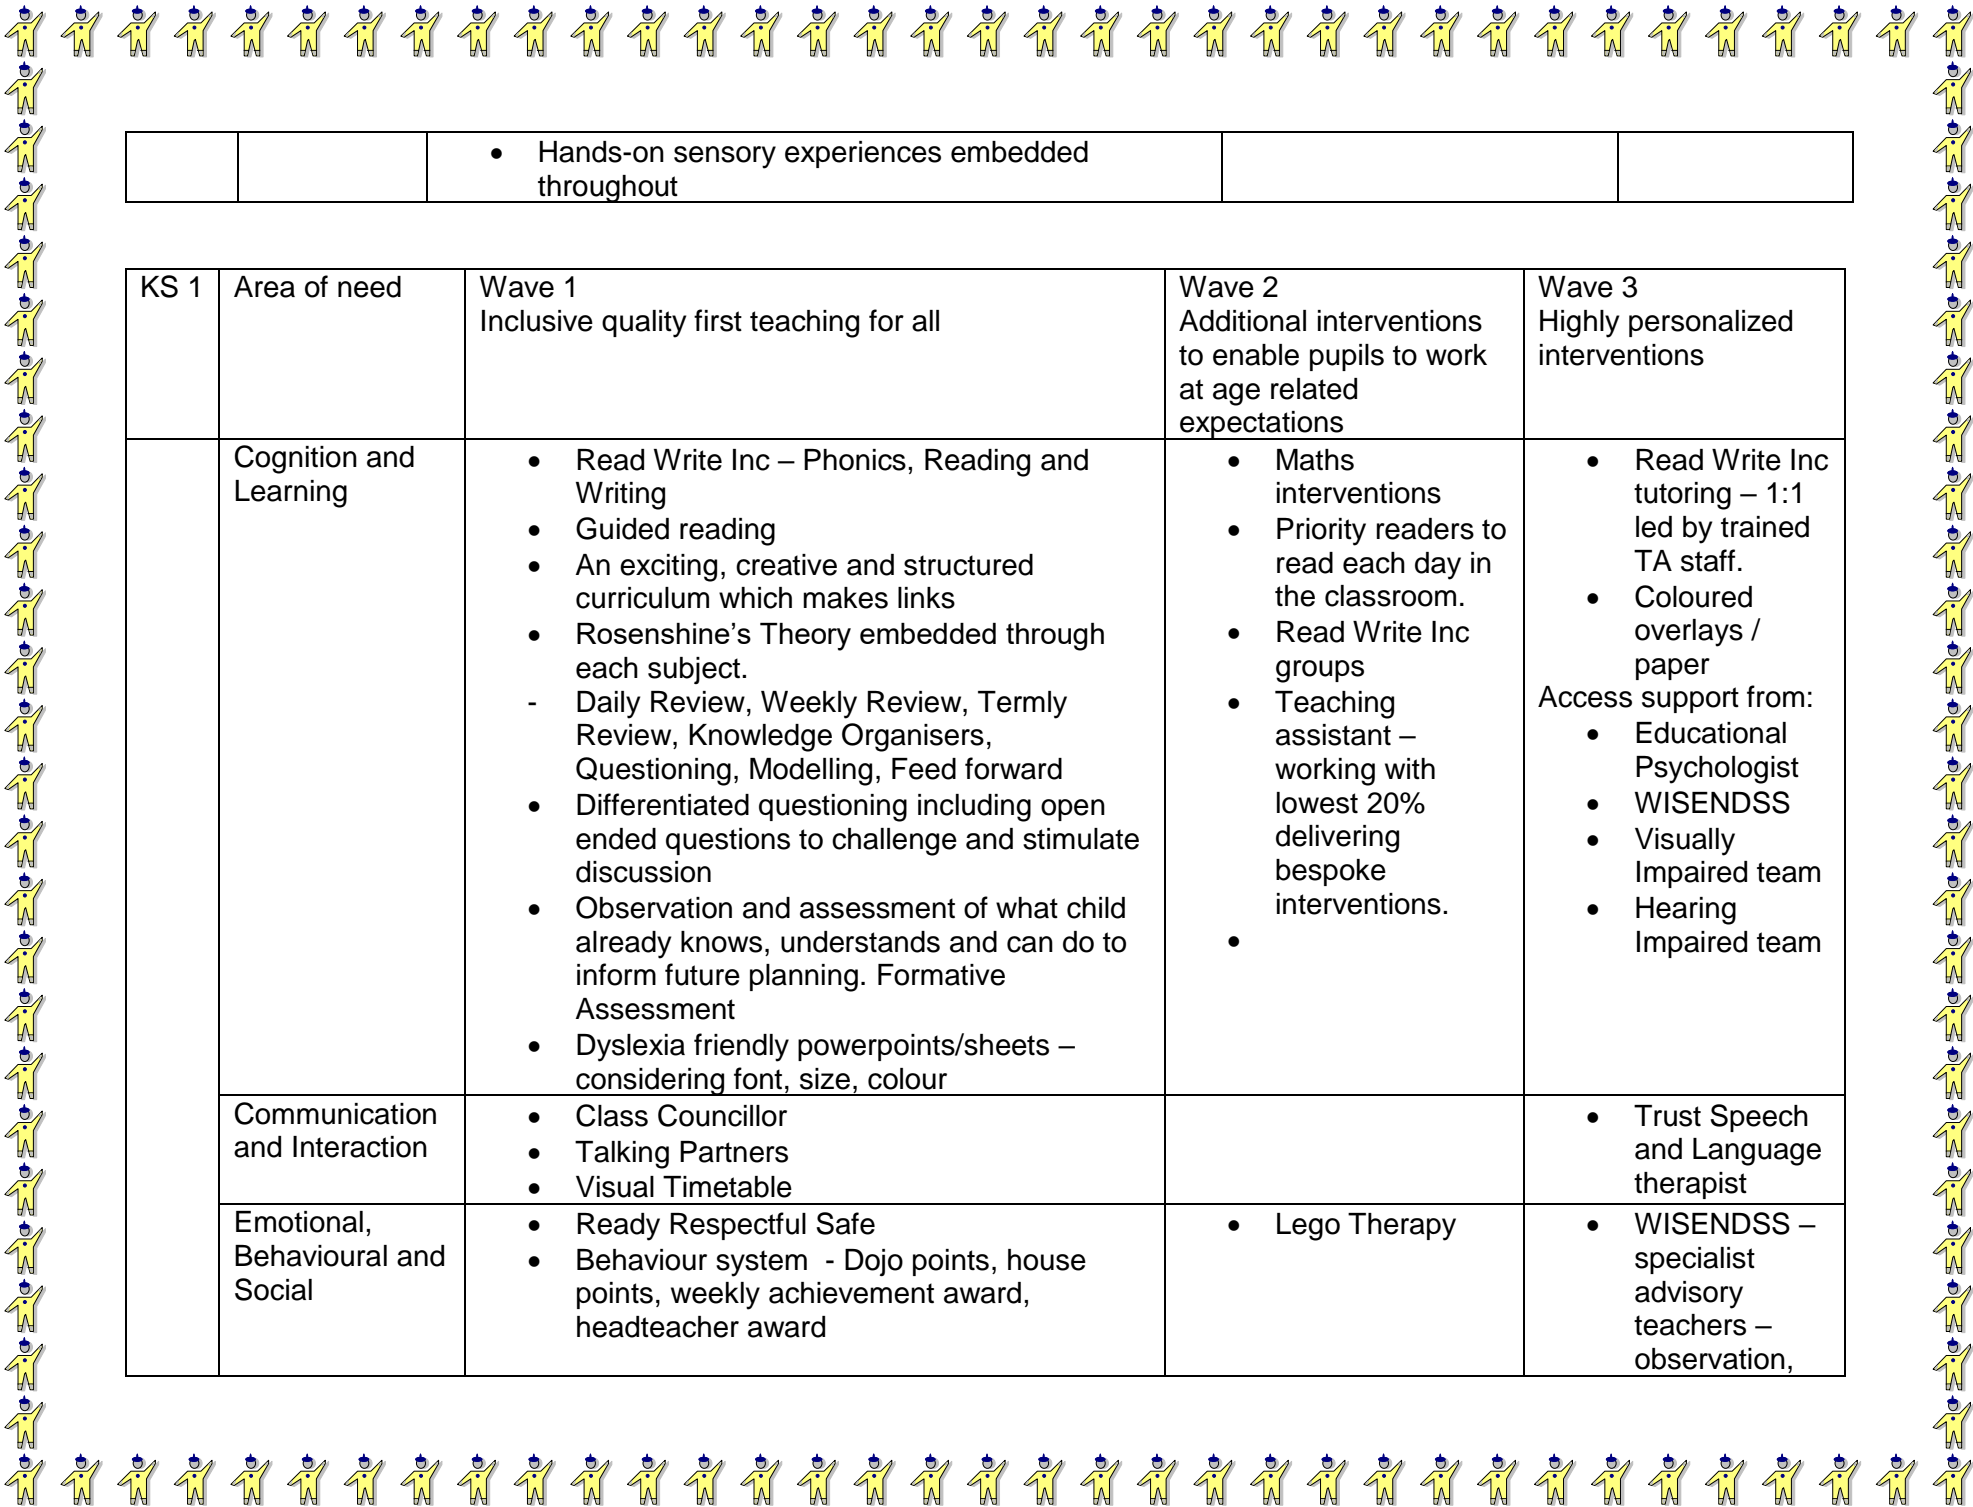 • Hands-on sensory experiences embedded
throughout
KS 1
Area of need
Wave 1
Inclusive quality first teaching for all
Wave 2
Additional interventions
to enable pupils to work
at age related
expectations
Wave 3
Highly personalized
interventions
Cognition and
Learning
• Read Write Inc – Phonics, Reading and
Writing
• Guided reading
• An exciting, creative and structured
curriculum which makes links
• Rosenshine’s Theory embedded through
each subject.
- Daily Review, Weekly Review, Termly
Review, Knowledge Organisers,
Questioning, Modelling, Feed forward
• Differentiated questioning including open
ended questions to challenge and stimulate
discussion
• Observation and assessment of what child
already knows, understands and can do to
inform future planning. Formative
Assessment
• Dyslexia friendly powerpoints/sheets –
considering font, size, colour
• Maths
interventions
• Priority readers to
read each day in
the classroom.
• Read Write Inc
groups
• Teaching
assistant –
working with
lowest 20%
delivering
bespoke
interventions.
•
• Read Write Inc
tutoring – 1:1
led by trained
TA staff.
• Coloured
overlays /
paper
Access support from:
• Educational
Psychologist
• WISENDSS
• Visually
Impaired team
• Hearing
Impaired team
Communication
and Interaction
• Class Councillor
• Talking Partners
• Visual Timetable
• Trust Speech
and Language
therapist
Emotional,
Behavioural and
Social
• Ready Respectful Safe
• Behaviour system  - Dojo points, house
points, weekly achievement award,
headteacher award
• Lego Therapy
• WISENDSS –
specialist
advisory
teachers –
observation,